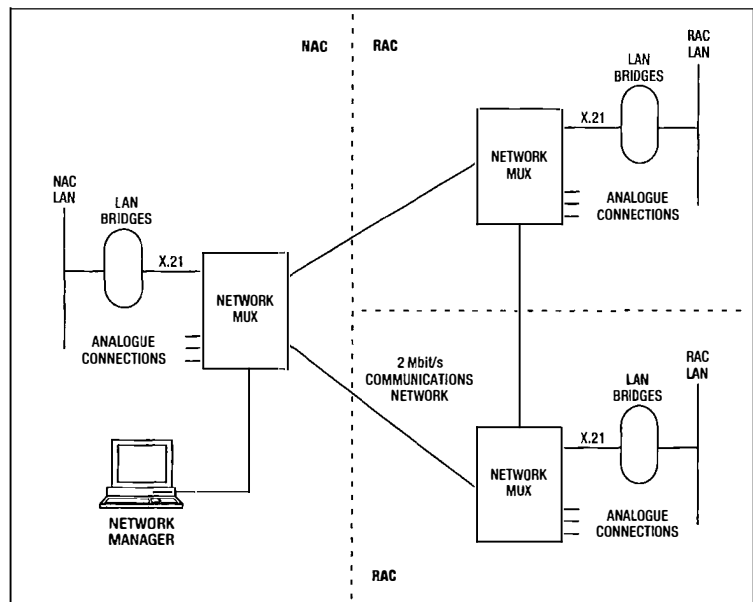 NAC
RAC
RAC
LAN
LAN
BRIDGES
X.21
NETWORK
MUX
ANALOGUE
CONNECTIONS
NAC
LAN
LAN
BRIDGES
X.21
NETWORK
MUX
ANALOGUE
CONNECTIONS
2 Mbit/s
COMMUNICATIONS
NETWORK
RAC
LAN
LAN
BRIDGES
X.21
NETWORK
MUX
ANALOGUE
CONNECTIONS
NETWORK
MANAGER
RAC